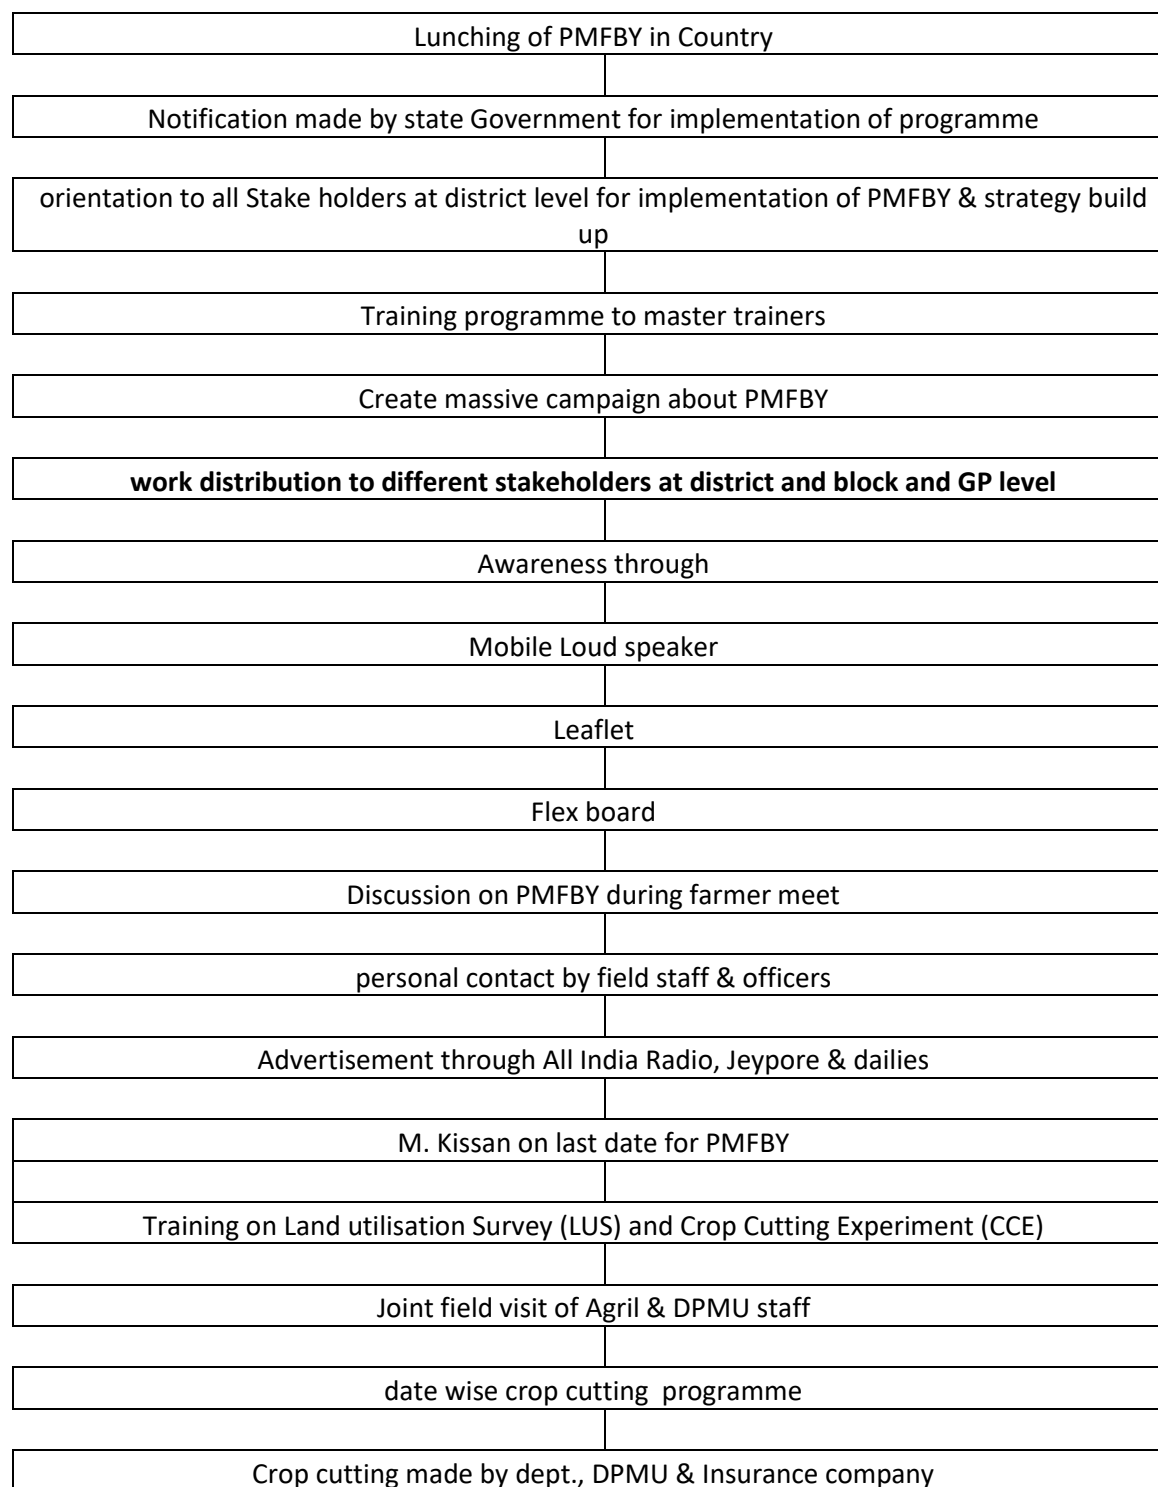 Lunching of PMFBY in Country
Notification made by state Government for implementation of programme
orientation to all Stake holders at district level for implementation of PMFBY & strategy build
up
Training programme to master trainers
Create massive campaign about PMFBY
work distribution to different stakeholders at district and block and GP level
Awareness through
Mobile Loud speaker
Leaflet
Flex board
Discussion on PMFBY during farmer meet
personal contact by field staff & officers
Advertisement through All India Radio, Jeypore & dailies
M. Kissan on last date for PMFBY
Training on Land utilisation Survey (LUS) and Crop Cutting Experiment (CCE)
Joint field visit of Agril & DPMU staff
date wise crop cutting programme
Crop cutting made by dept., DPMU & Insurance company